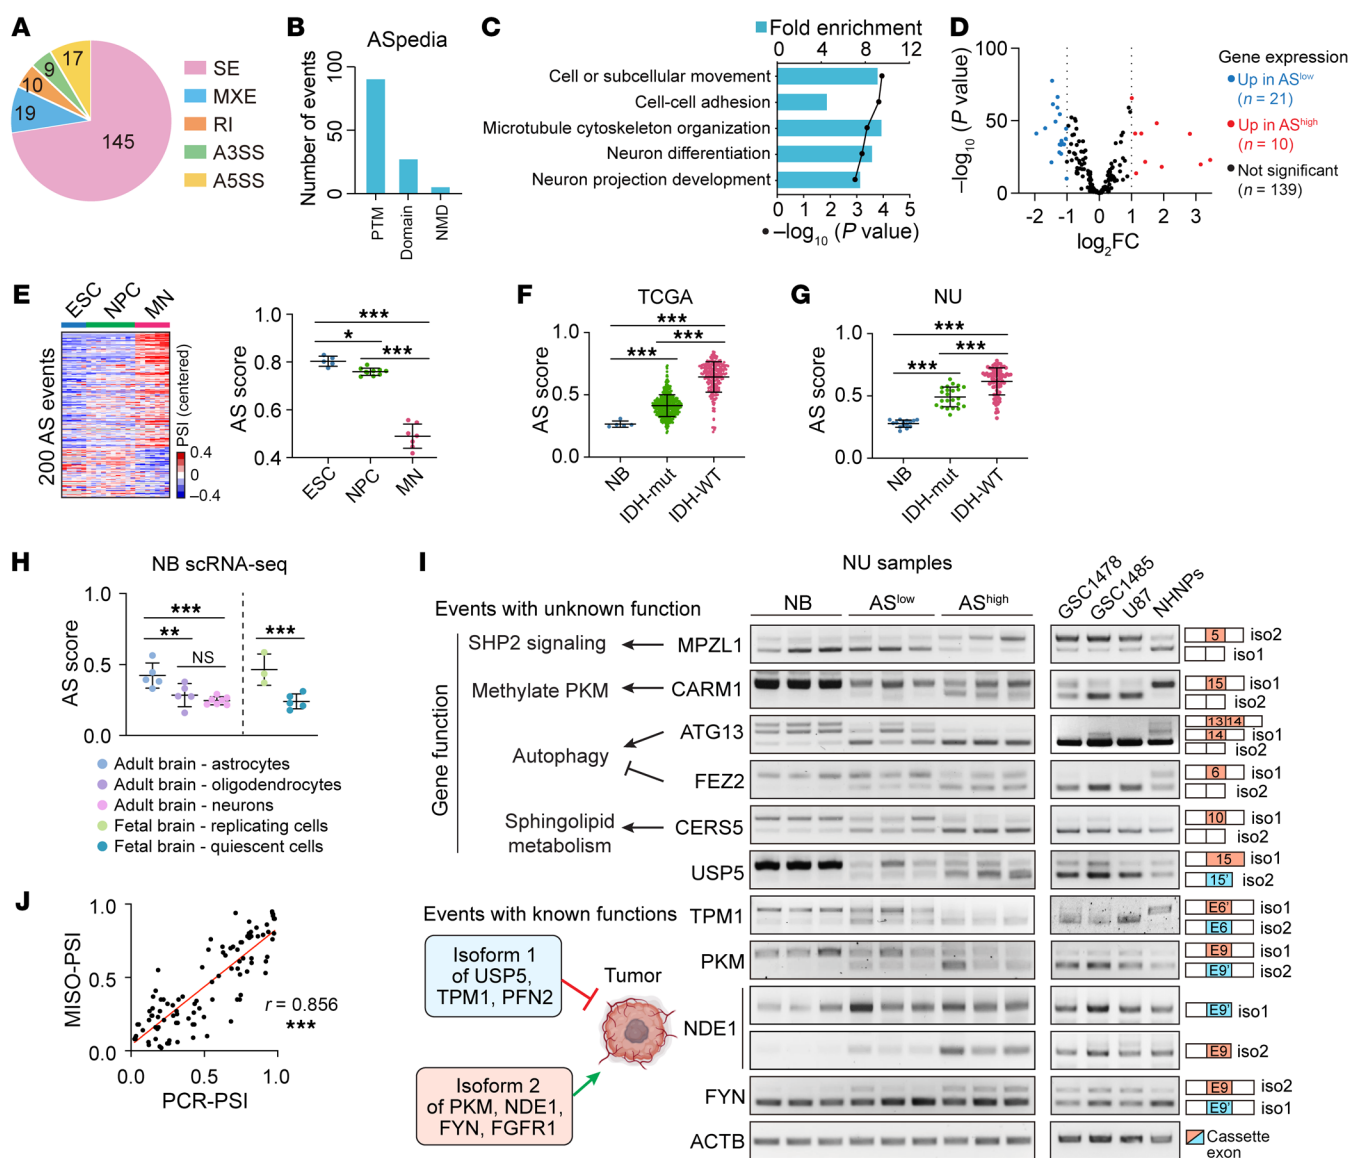 A
17
9
10
19
145
SE
MXE
RI
A3SS
A5SS
B
ASpedia
Number of events
100
50
0
PTM
Domain
NMD
C
Fold enrichment
0 4 8 12
Cell or subcellular movement
Cell-cell adhesion
Microtubule cytoskeleton organization
Neuron differentiation
Neuron projection development
0 1 2 3 4 5
–log10 (P value)
D
–log10 (P value)
100
50
0
-2 -1 0 1 2 3
log2FC
Gene expression
Up in ASlow
(n = 21)
Up in AShigh
(n = 10)
Not significant
(n = 139)
E
ESC
NPC
MN
200 AS events
PSI (centered)
0.4
0
–0.4
AS score
1.0
0.8
0.6
0.4
***
*
***
ESC
NPC
MN
F
TCGA
AS score
1.0
0.5
0.0
***
***
***
NB
IDH-mut
IDH-WT
G
NU
AS score
1.0
0.5
0.0
***
***
***
NB
IDH-mut
IDH-WT
H
NB scRNA-seq
AS score
1.0
0.5
0.0
***
**
NS
***
Adult brain - astrocytes
Adult brain - oligodendrocytes
Adult brain - neurons
Fetal brain - replicating cells
Fetal brain - quiescent cells
I
NU samples
NB
ASlow
AShigh
GSC1478
GSC1485
U87
NHNPs
Events with unknown function
Gene function
SHP2 signaling
MPZL1
5
iso2
iso1
Methylate PKM
CARM1
15
iso1
iso2
Autophagy
ATG13
13 14
14
iso1
iso2
FEZ2
6
iso1
iso2
Sphingolipid
metabolism
CERS5
10
iso1
iso2
USP5
15
iso1
15'
iso2
Events with known functions
TPM1
E6'
iso1
E6
iso2
PKM
E9
iso1
E9'
iso2
NDE1
E9'
iso1
E9
iso2
FYN
E9
iso2
E9'
iso1
ACTB
Cassette
exon
Isoform 1
of USP5,
TPM1, PFN2
Tumor
Isoform 2
of PKM, NDE1,
FYN, FGFR1
J
MISO-PSI
1.0
0.5
0.0
r = 0.856
***
0.0 0.5 1.0
PCR-PSI